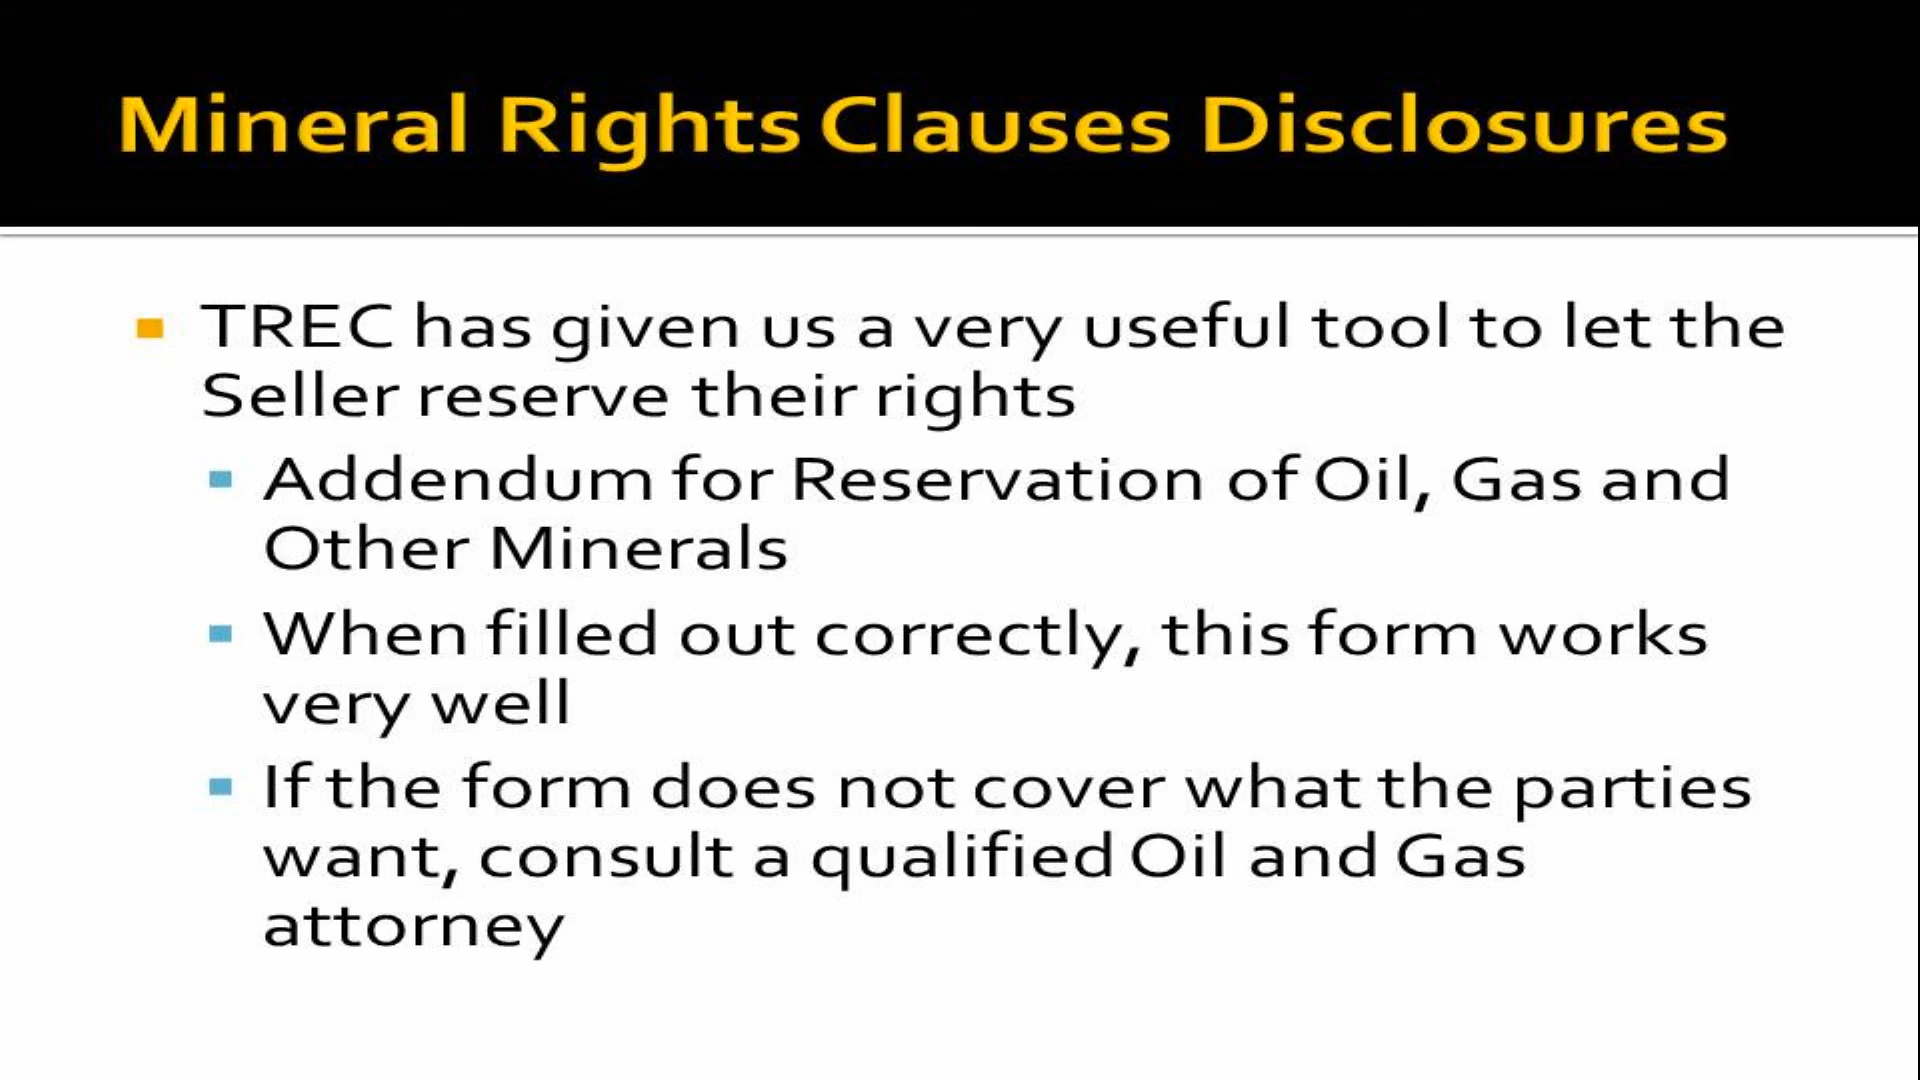 Mineral Rights Clauses Disclosures
TREC has given us a very useful tool to let the
Seller reserve their rights
Addendum for Reservation of Oil, Gas and
Other Minerals
When filled out correctly, this form works
very well
If the form does not cover what the parties
want, consult a qualified Oil and Gas
attorney